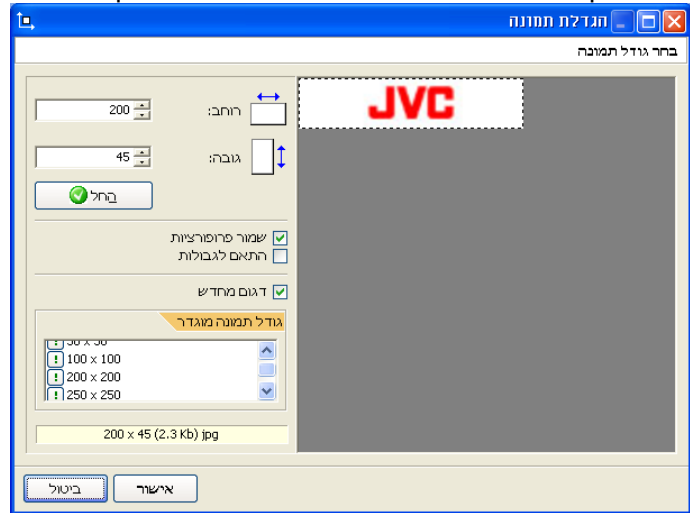 הגדלת תמונה
בחר גודל תמונה
JVC
רוחב:
200
גובה:
45
החל
שמור פרופורציות
התאם לגבולות
דגום מחדש
גודל תמונה מוגדר
100 x 100
200 x 200
250 x 250
200 x 45 (2.3 Kb) jpg
אישור
ביטול